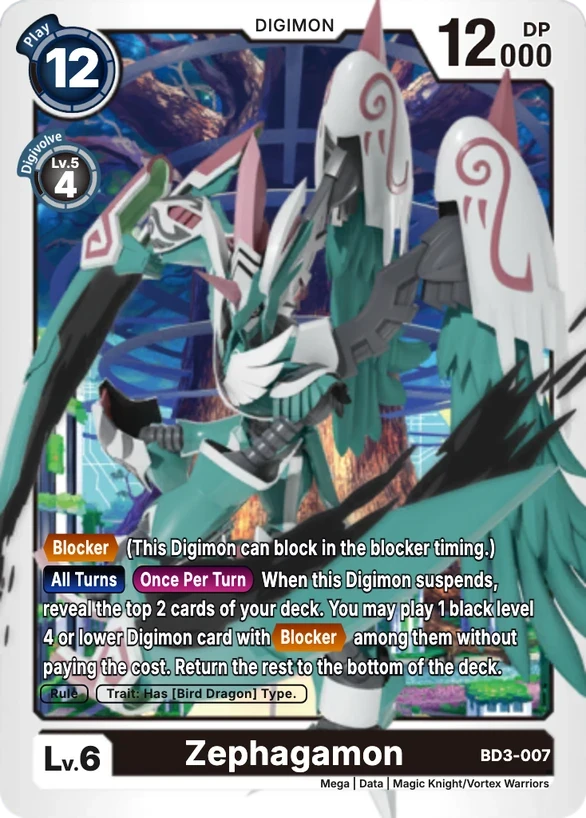 DIGIMON
Play
12
DP
12000
Digivolve
Lv.5
4
Blocker (This Digimon can block in the blocker timing.)
All Turns Once Per Turn When this Digimon suspends,
reveal the top 2 cards of your deck. You may play 1 black level
4 or lower Digimon card with Blocker among them without
paying the cost. Return the rest to the bottom of the deck.
Rule Trait: Has [Bird Dragon] Type.
Lv.6
Zephagamon
BD3-007
Mega | Data | Magic Knight/Vortex Warriors